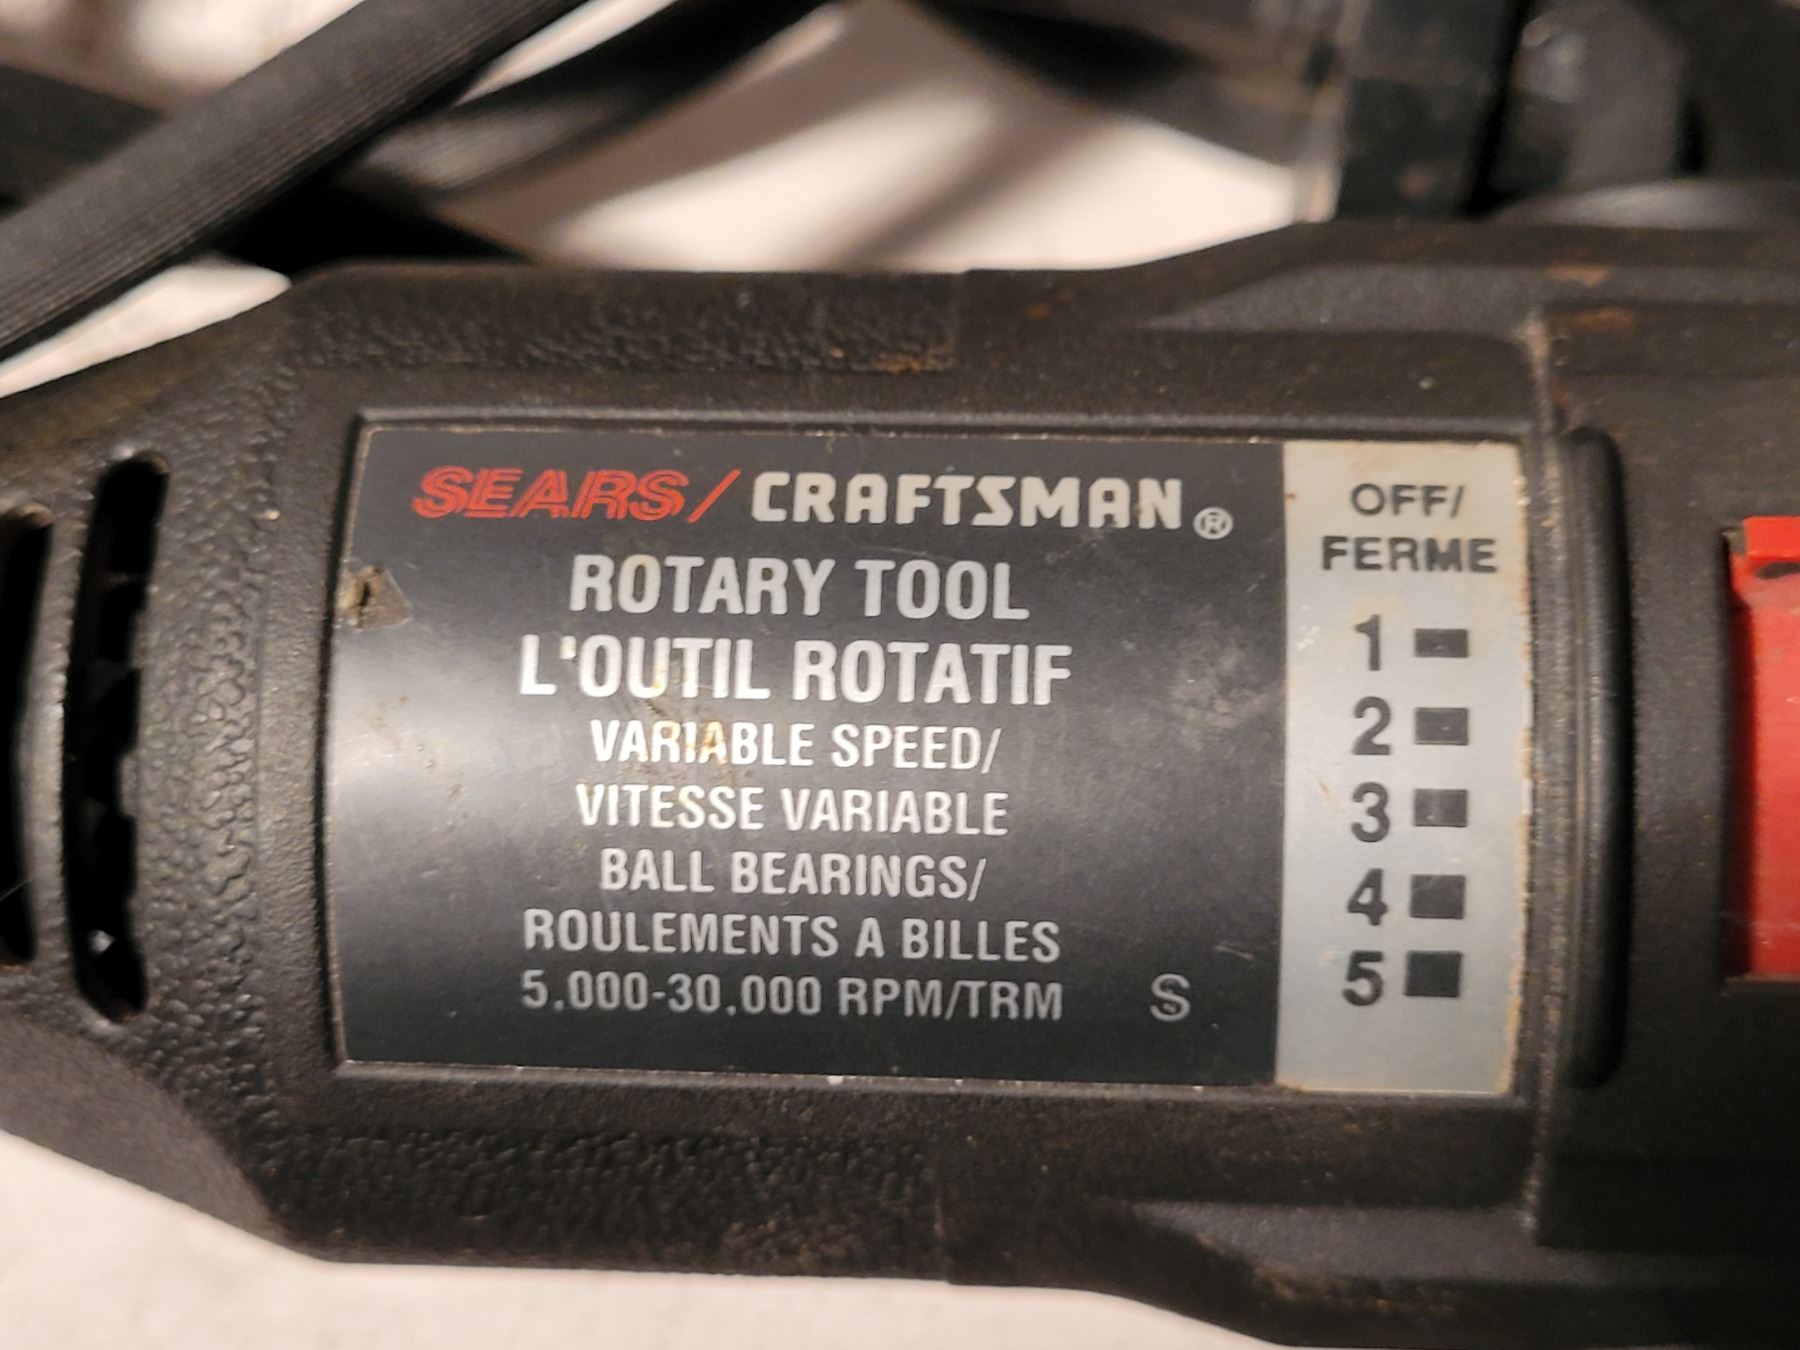 SEARS/ CRAFTSMAN®
ROTARY TOOL
L'OUTIL ROTATIF
VARIABLE SPEED/
VITESSE VARIABLE
BALL BEARINGS/
ROULEMENTS A BILLES
5,000-30,000 RPM/TRM
S
OFF/
FERME
1
2
3
4
5